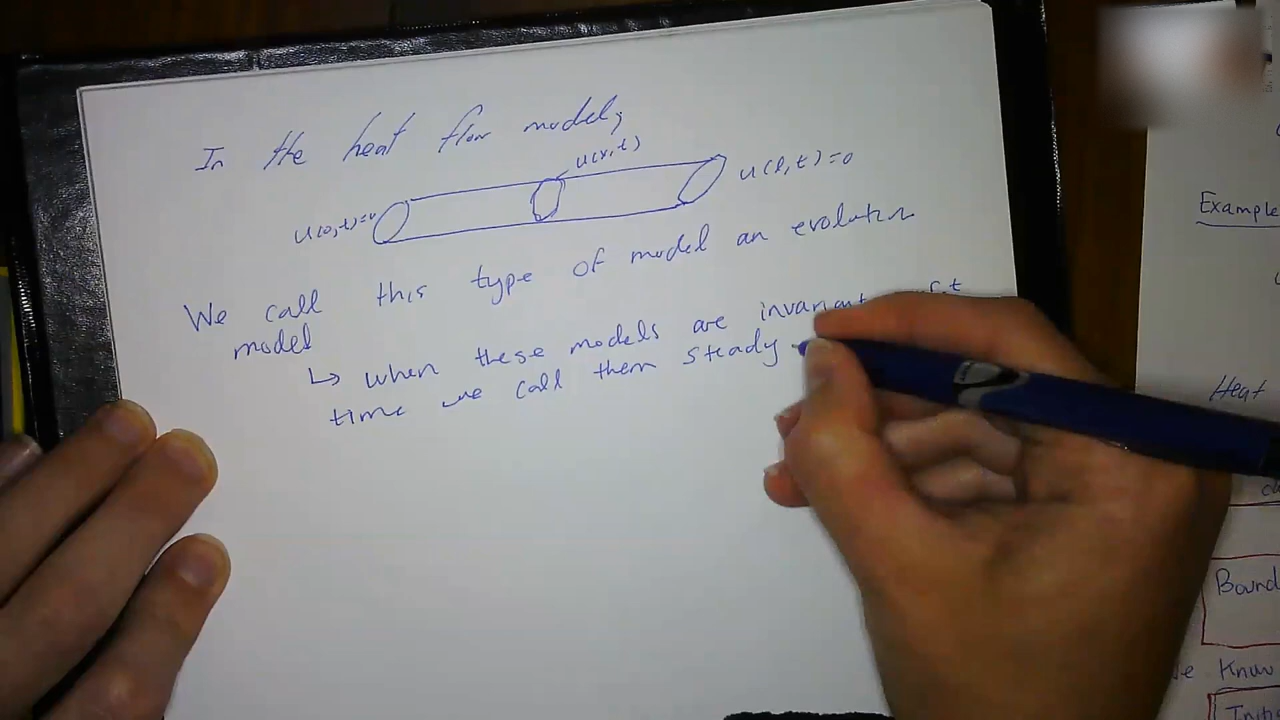 In the heat flow model,
u(x,t)
u(0,t)=0
u(l,t)=0
We call this type of model an evolution
model
↳ when these models are invariant
time we call them steady
Example
Heat
Bound
Know